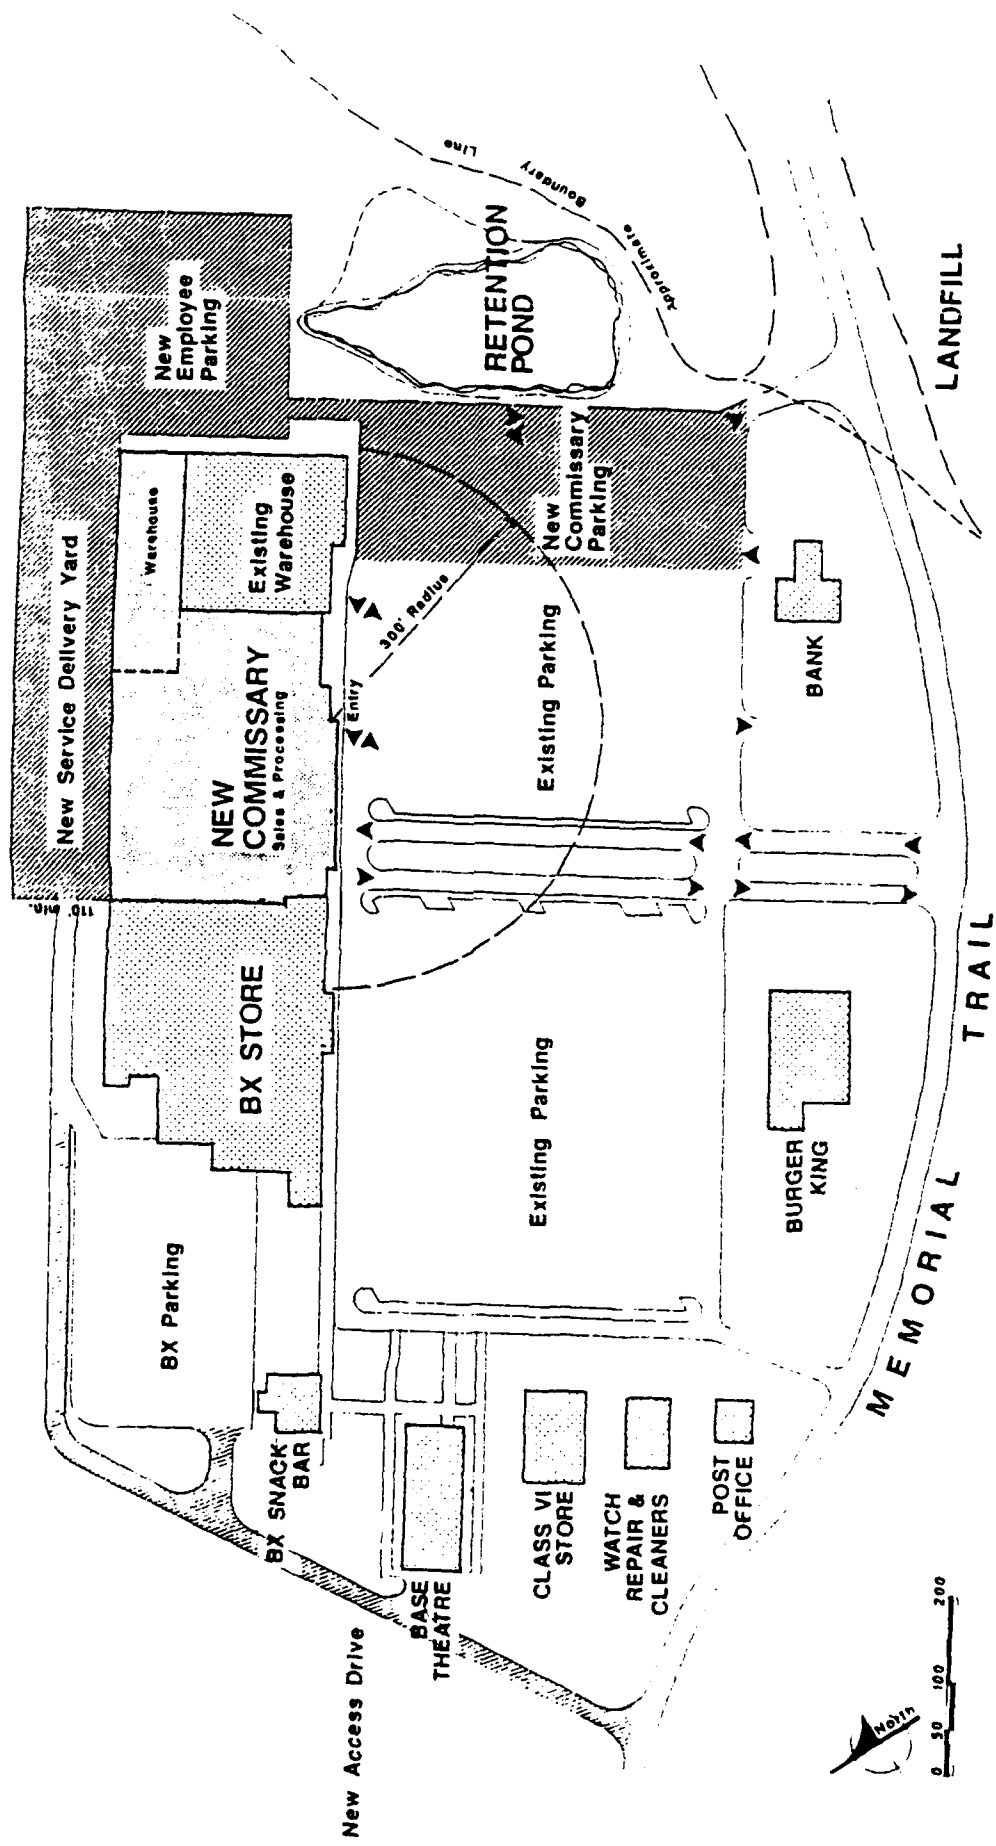 New Service Delivery Yard
New
Employee
Parking
Warehouse
Existing
Warehouse
NEW
COMMISSARY
Sales & Processing
110' min.
BX STORE
BX Parking
BX SNACK
BAR
New Access Drive
BASE
THEATRE
RETENTION
POND
Approximate
Boundary
Line
New
Commissary
Parking
300' Radius
Entry
Existing Parking
Existing Parking
CLASS VI
STORE
WATCH
REPAIR &
CLEANERS
POST
OFFICE
BANK
BURGER
KING
LANDFILL
MEMORIAL TRAIL
North
0 50 100 200